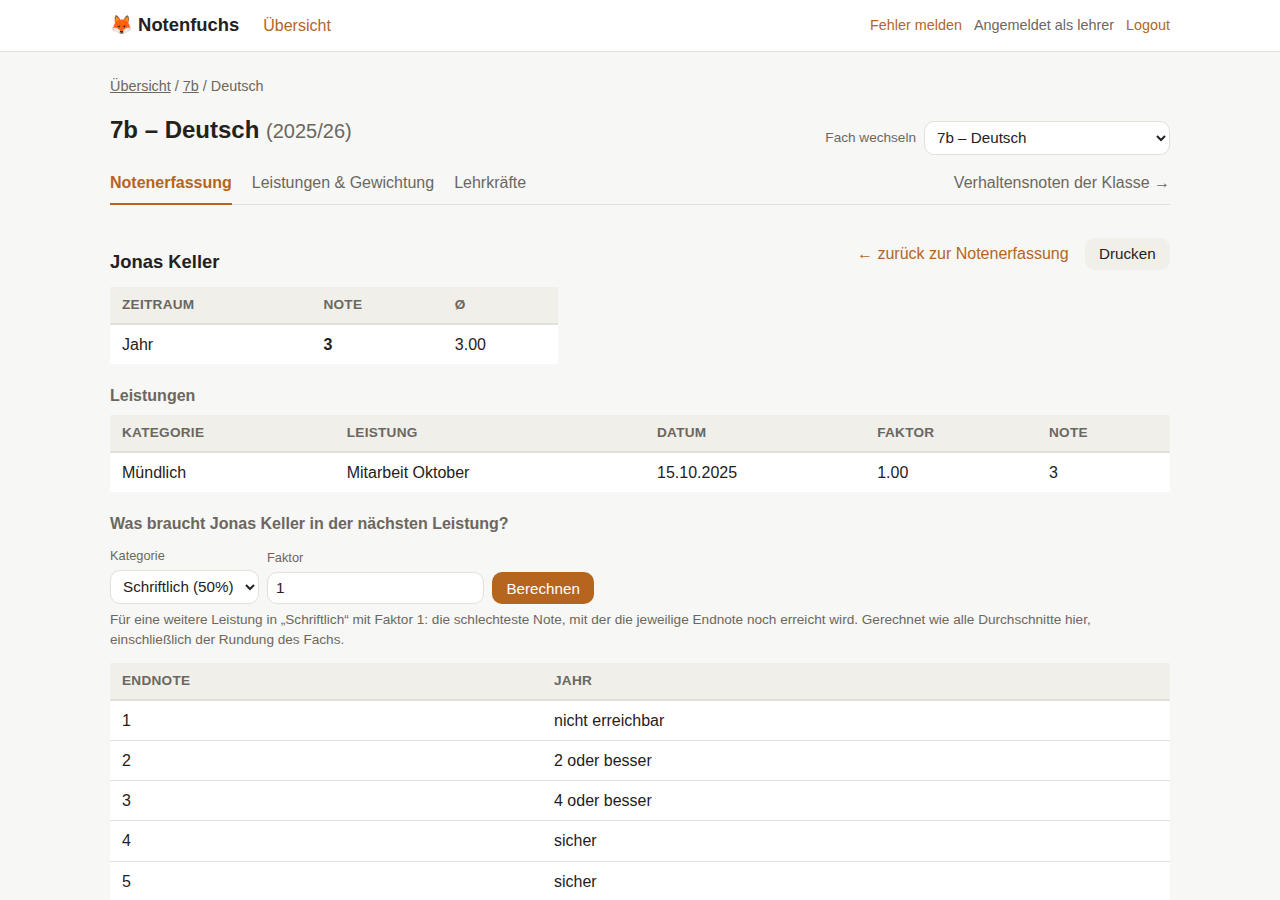 🦊 Notenfuchs Übersicht Fehler melden Angemeldet als lehrer Logout
Übersicht / 7b / Deutsch
7b – Deutsch (2025/26)
Fach wechseln 7b – Deutsch
Notenerfassung Leistungen & Gewichtung Lehrkräfte Verhaltensnoten der Klasse →
Jonas Keller
← zurück zur Notenerfassung Drucken
ZEITRAUM NOTE Ø
Jahr 3 3.00
Leistungen
KATEGORIE LEISTUNG DATUM FAKTOR NOTE
Mündlich Mitarbeit Oktober 15.10.2025 1.00 3
Was braucht Jonas Keller in der nächsten Leistung?
Kategorie Faktor
Schriftlich (50%) 1 Berechnen
Für eine weitere Leistung in „Schriftlich“ mit Faktor 1: die schlechteste Note, mit der die jeweilige Endnote noch erreicht wird. Gerechnet wie alle Durchschnitte hier,
einschließlich der Rundung des Fachs.
ENDNOTE JAHR
1 nicht erreichbar
2 2 oder besser
3 4 oder besser
4 sicher
5 sicher